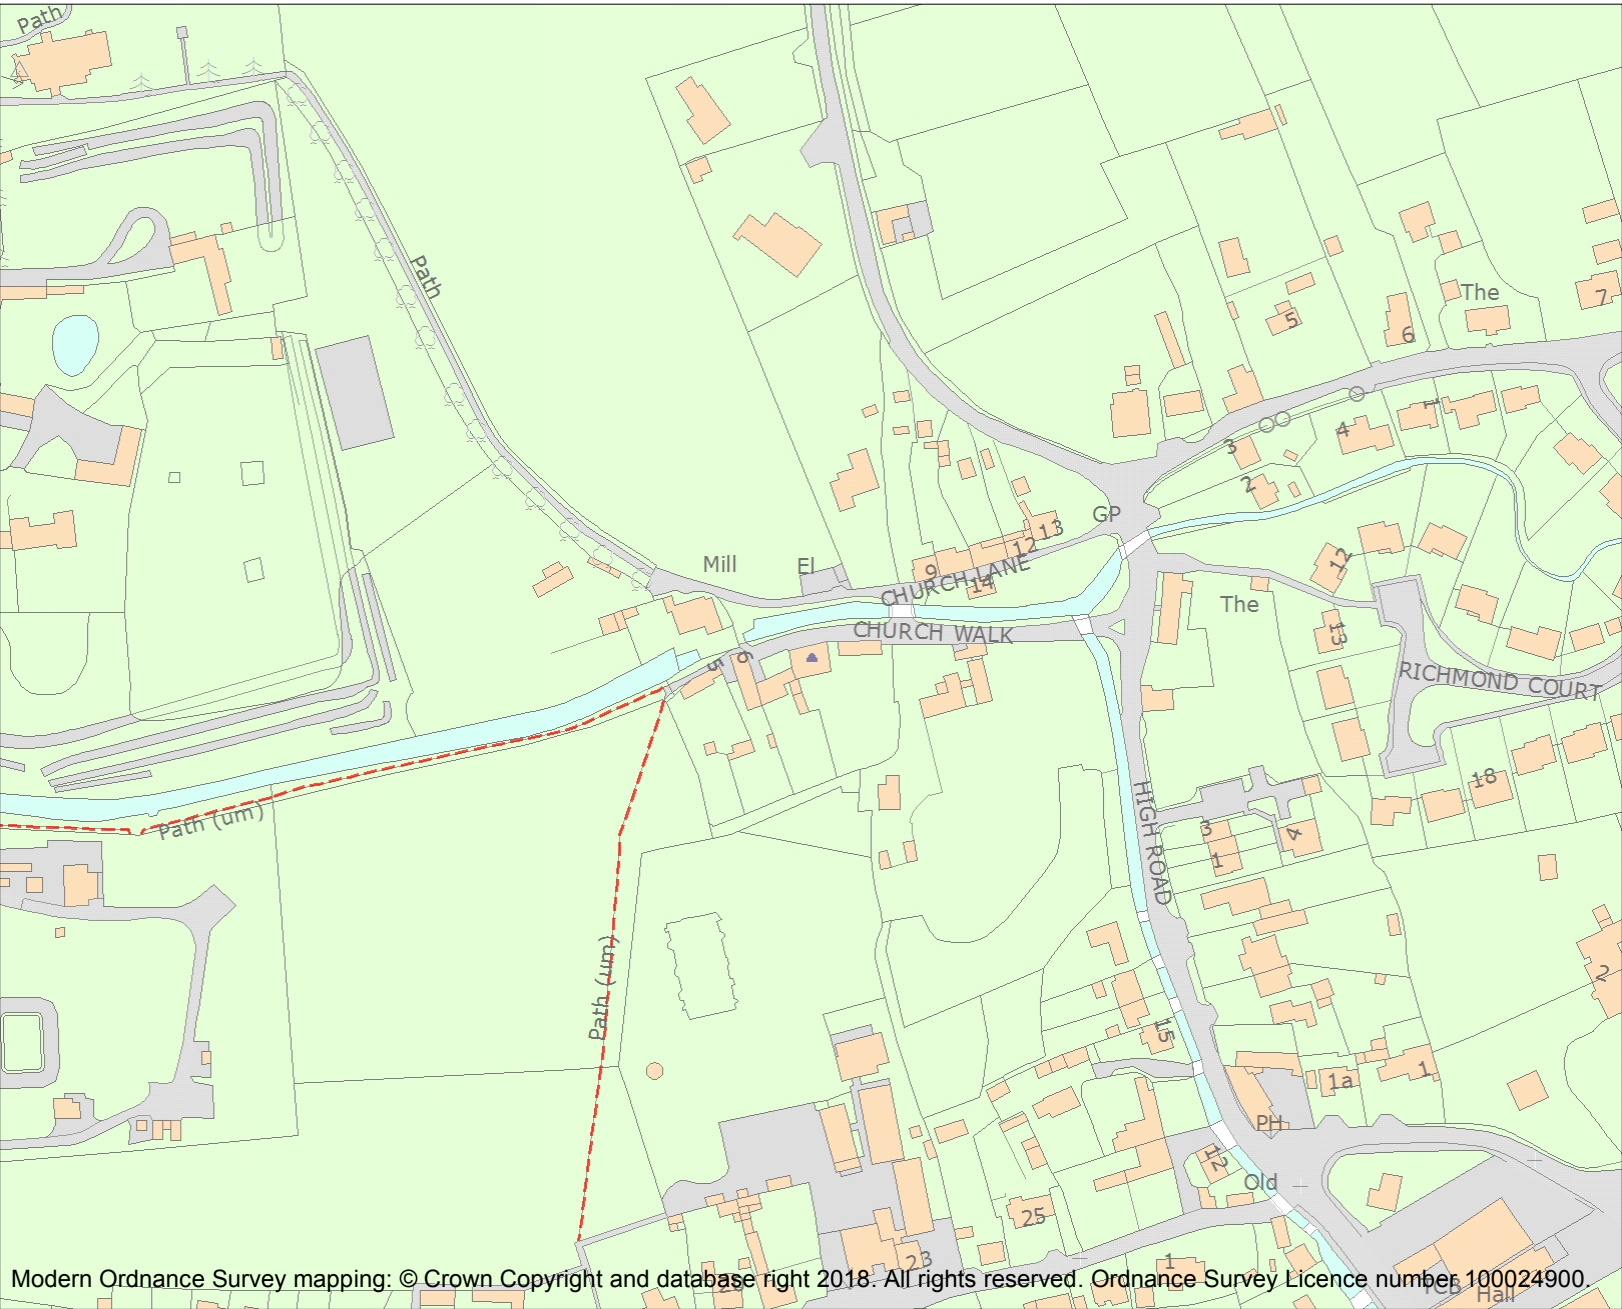 Path
Path
The
7
5
6
1
4
3
2
GP
13
12
Mill
El
9
CHURCH LANE
14
12
The
CHURCH WALK
13
5
6
RICHMOND COURT
18
HIGH ROAD
Path (um)
3
4
1
Path (um)
2
15
1a
1
PH
12
Old
25
23
1
Modern Ordnance Survey mapping: © Crown Copyright and database right 2018. All rights reserved. Ordnance Survey Licence number 100024900.
TCB
Hall